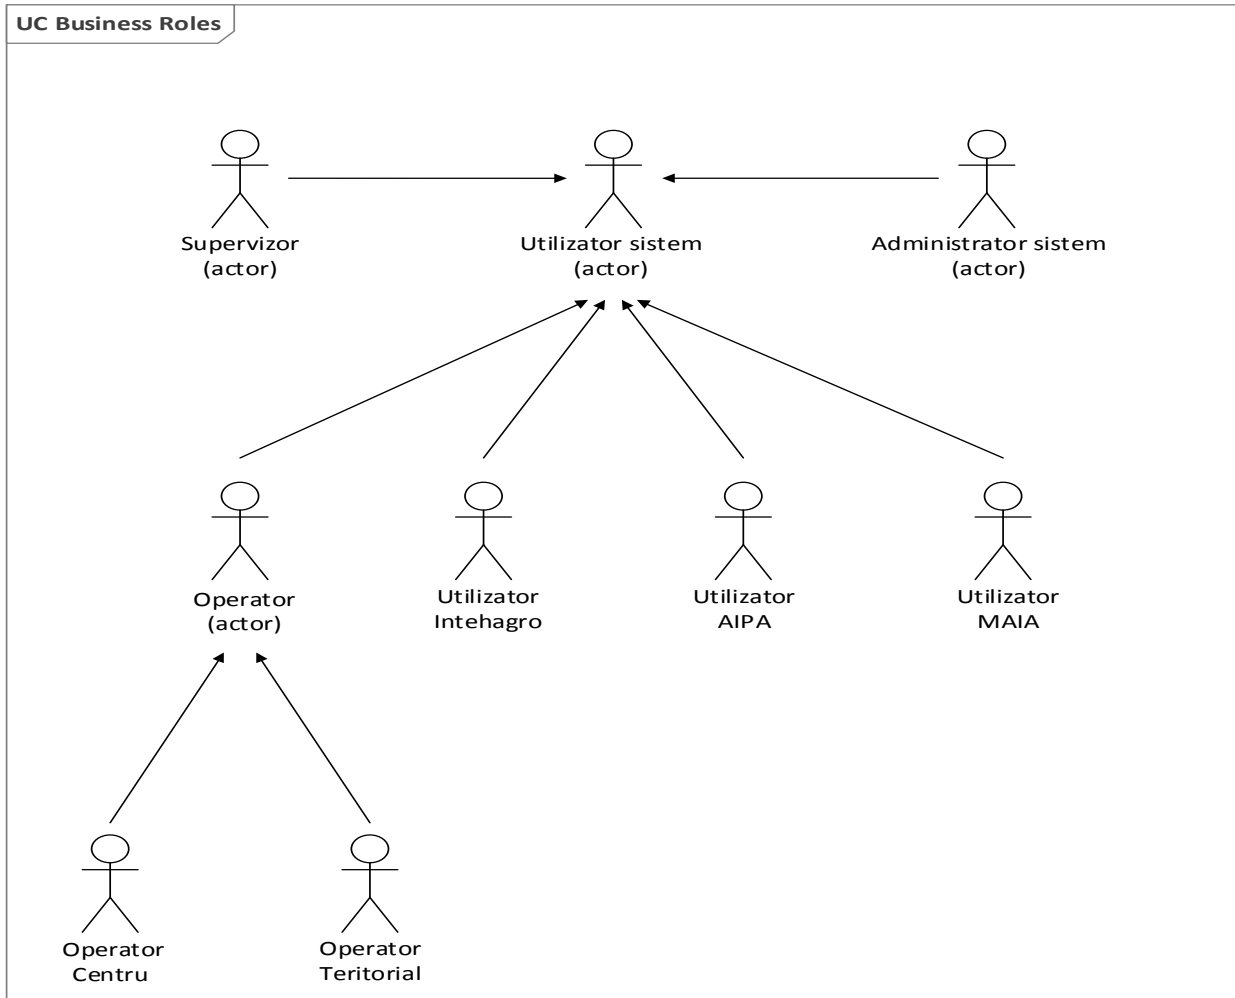 UC Business Roles
Supervizor
(actor)
Utilizator sistem
(actor)
Administrator sistem
(actor)
Operator
(actor)
Utilizator
Intehagro
Utilizator
AIPA
Utilizator
MAIA
Operator
Centru
Operator
Teritorial